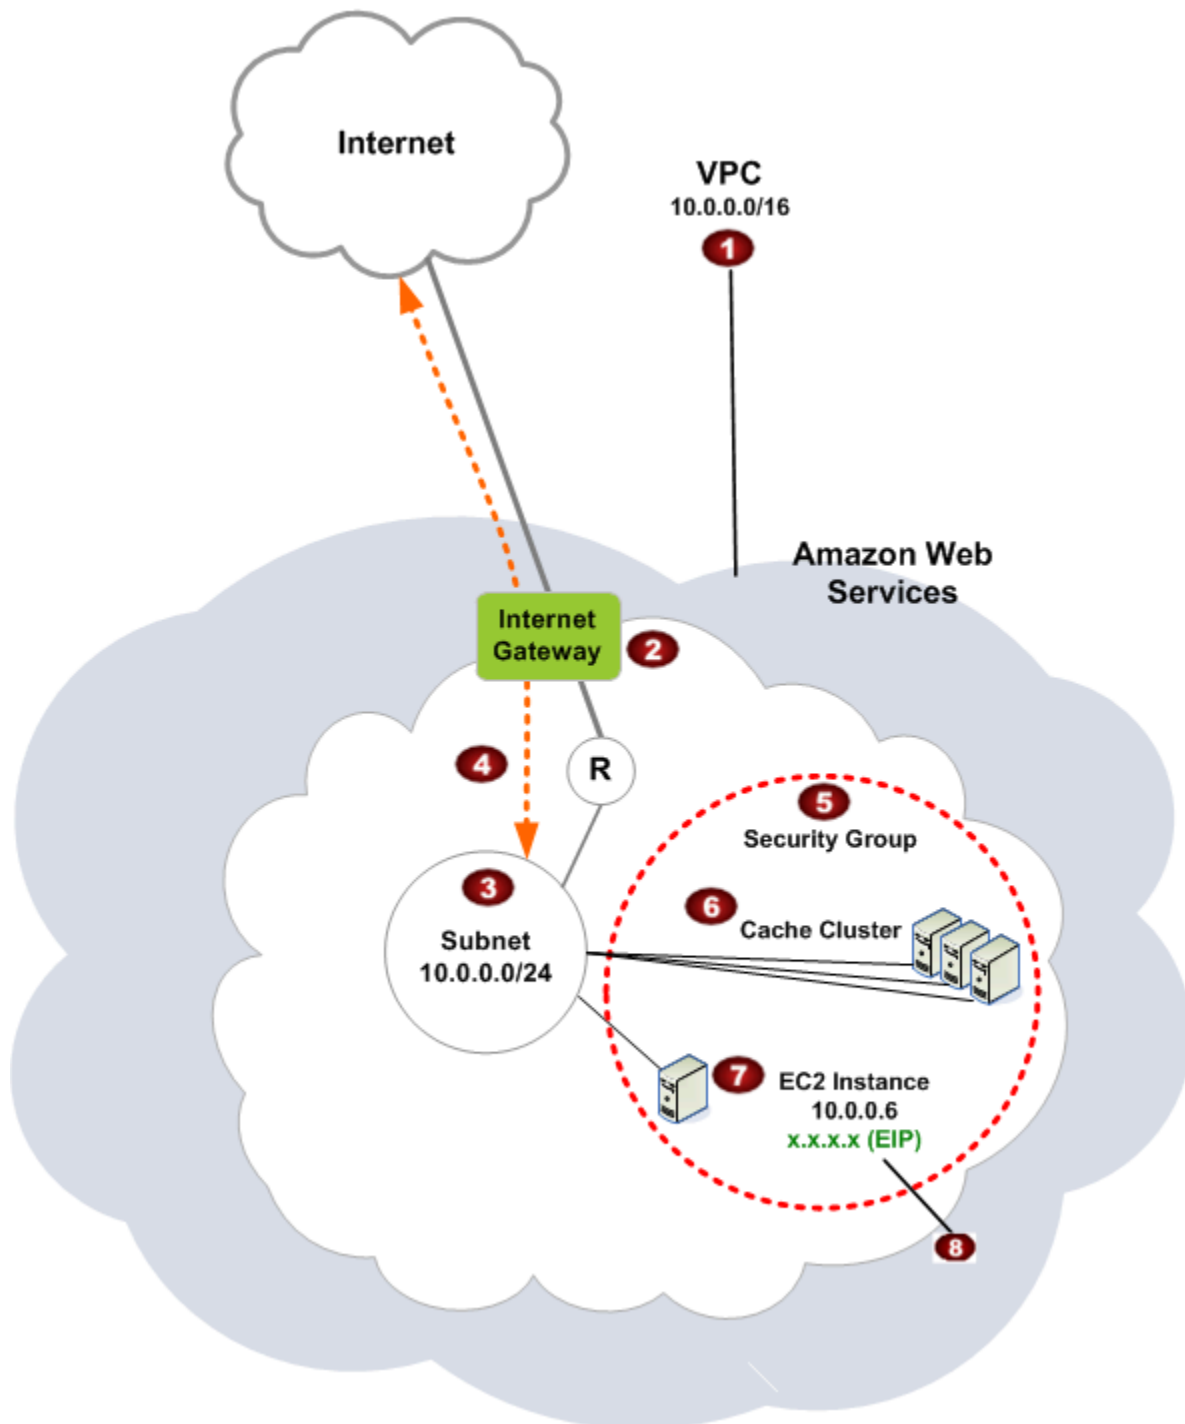 Internet
VPC
10.0.0.0/16
1
Amazon Web
Services
Internet
Gateway
2
4
R
5
Security Group
3
Subnet
10.0.0.0/24
6
Cache Cluster
7
EC2 Instance
10.0.0.6
x.x.x.x (EIP)
8